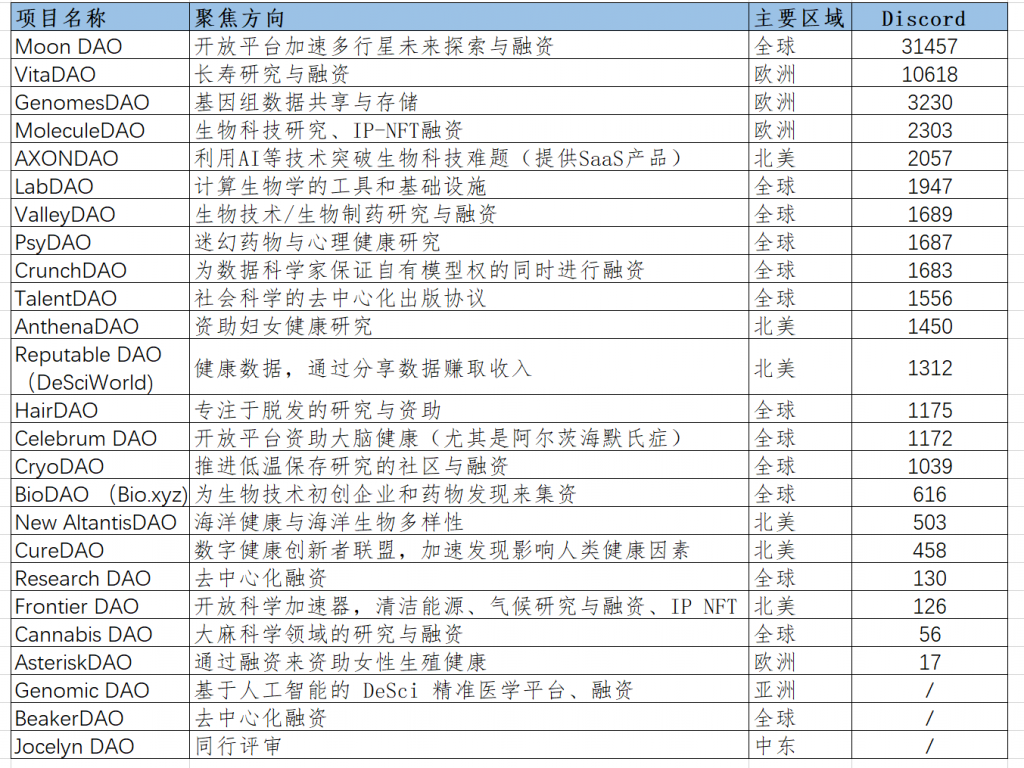 项目名称 聚焦方向 主要区域 Discord
Moon DAO 开放平台加速多行星未来探索与融资 全球 31457
VitaDAO 长寿研究与融资 欧洲 10618
GenomesDAO 基因组数据共享与存储 欧洲 3230
MoleculeDAO 生物科技研究、IP-NFT融资 欧洲 2303
AXONDAO 利用AI等技术突破生物科技难题（提供SaaS产品） 北美 2057
LabDAO 计算生物学的工具和基础设施 全球 1947
ValleyDAO 生物技术/生物制药研究与融资 全球 1689
PsyDAO 迷幻药物与心理健康研究 全球 1687
CrunchDAO 为数据科学家保证自有模型权的同时进行融资 全球 1683
TalentDAO 社会科学的去中心化出版协议 全球 1556
AnthenaDAO 资助妇女健康研究 北美 1450
Reputable DAO
（DeSciWorld) 健康数据，通过分享数据赚取收入 北美 1312
HairDAO 专注于脱发的研究与资助 全球 1175
Celebrum DAO 开放平台资助大脑健康（尤其是阿尔茨海默氏症） 全球 1172
CryoDAO 推进低温保存研究的社区与融资 全球 1039
BioDAO （Bio.xyz) 为生物技术初创企业和药物发现来集资 全球 616
New AltantisDAO 海洋健康与海洋生物多样性 北美 503
CureDAO 数字健康创新者联盟，加速发现影响人类健康因素 北美 458
Research DAO 去中心化融资 全球 130
Frontier DAO 开放科学加速器，清洁能源、气候研究与融资、IP NFT 北美 126
Cannabis DAO 大麻科学领域的研究与融资 全球 56
AsteriskDAO 通过融资来资助女性生殖健康 欧洲 17
Genomic DAO 基于人工智能的 DeSci 精准医学平台、融资 亚洲 /
BeakerDAO 去中心化融资 全球 /
Jocelyn DAO 同行评审 中东 /